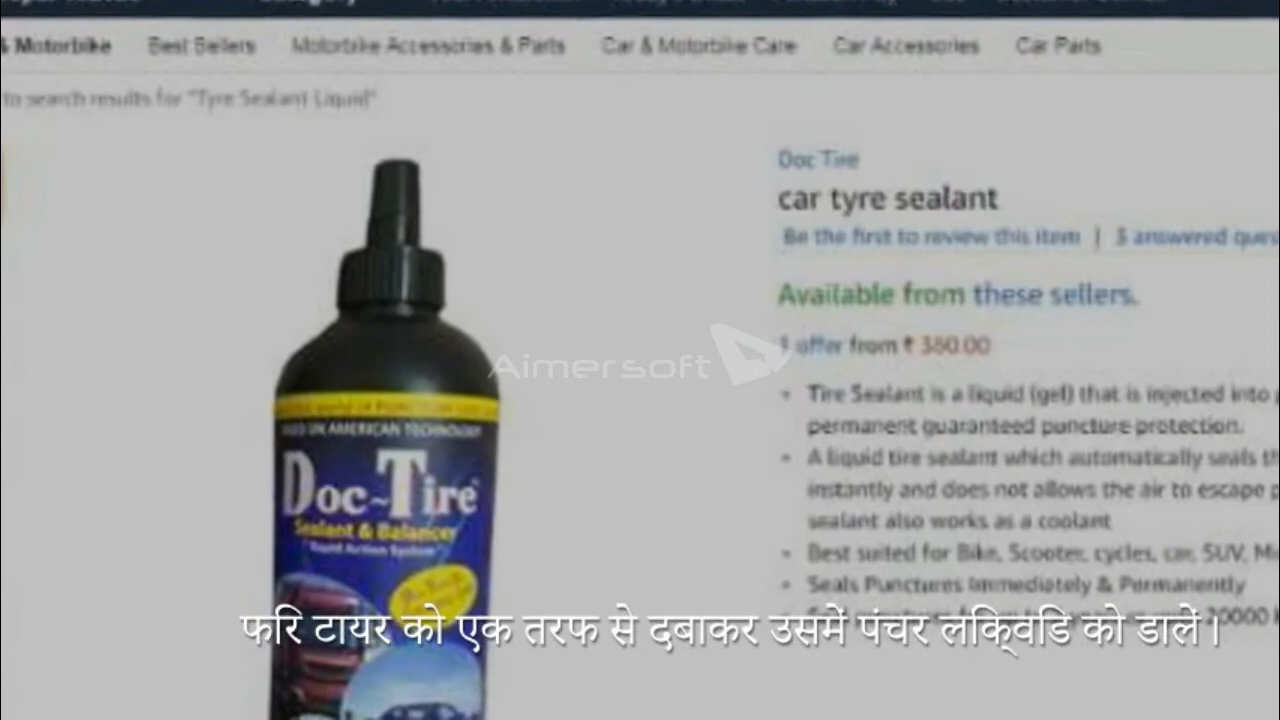 & Motorbike Best Sellers Motorbike Accessories & Parts Car & Motorbike Care Car Accessories Car Parts
to search results for "Tyre Sealant Liquid"
Doc Tire
car tyre sealant
Be the first to review this item | 3 answered
Available from these sellers.
1 offer from ₹ 380.00
Aimersoft
Tire Sealant is a liquid (gel) that is injected into
permanent guaranteed puncture protection.
A liquid tire sealant which automatically seals
instantly and does not allows the air to escape
sealant also works as a coolant
Best suited for Bike, Scooter, cycles, car, SUV,
Seals Punctures Immediately & Permanently
20000
ON AMERICAN TECHNOLOGY
Doc~Tire
Sealant & Balancer
फरि टायर को एक तरफ से दबाकर उसमें पंचर लक्विडि को डालें |